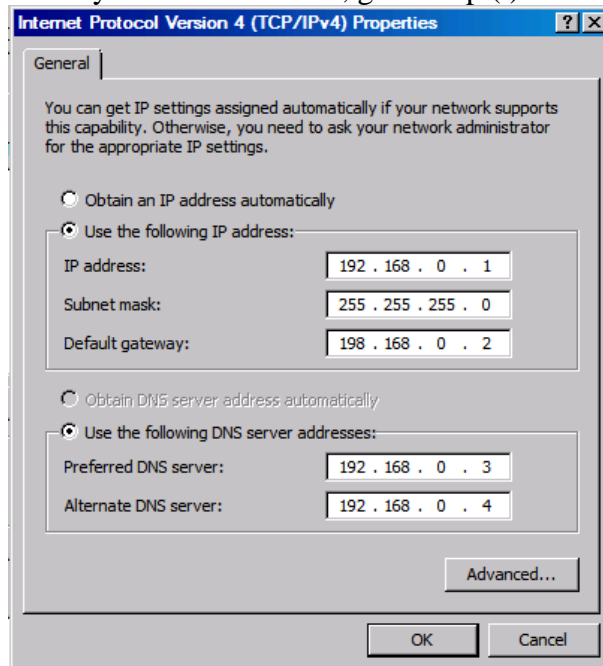 Internet Protocol Version 4 (TCP/IPv4) Properties
General
You can get IP settings assigned automatically if your network supports
this capability. Otherwise, you need to ask your network administrator
for the appropriate IP settings.
Obtain an IP address automatically
Use the following IP address:
IP address: 192 . 168 . 0 . 1
Subnet mask: 255 . 255 . 255 . 0
Default gateway: 198 . 168 . 0 . 2
Obtain DNS server address automatically
Use the following DNS server addresses:
Preferred DNS server: 192 . 168 . 0 . 3
Alternate DNS server: 192 . 168 . 0 . 4
Advanced...
OK Cancel